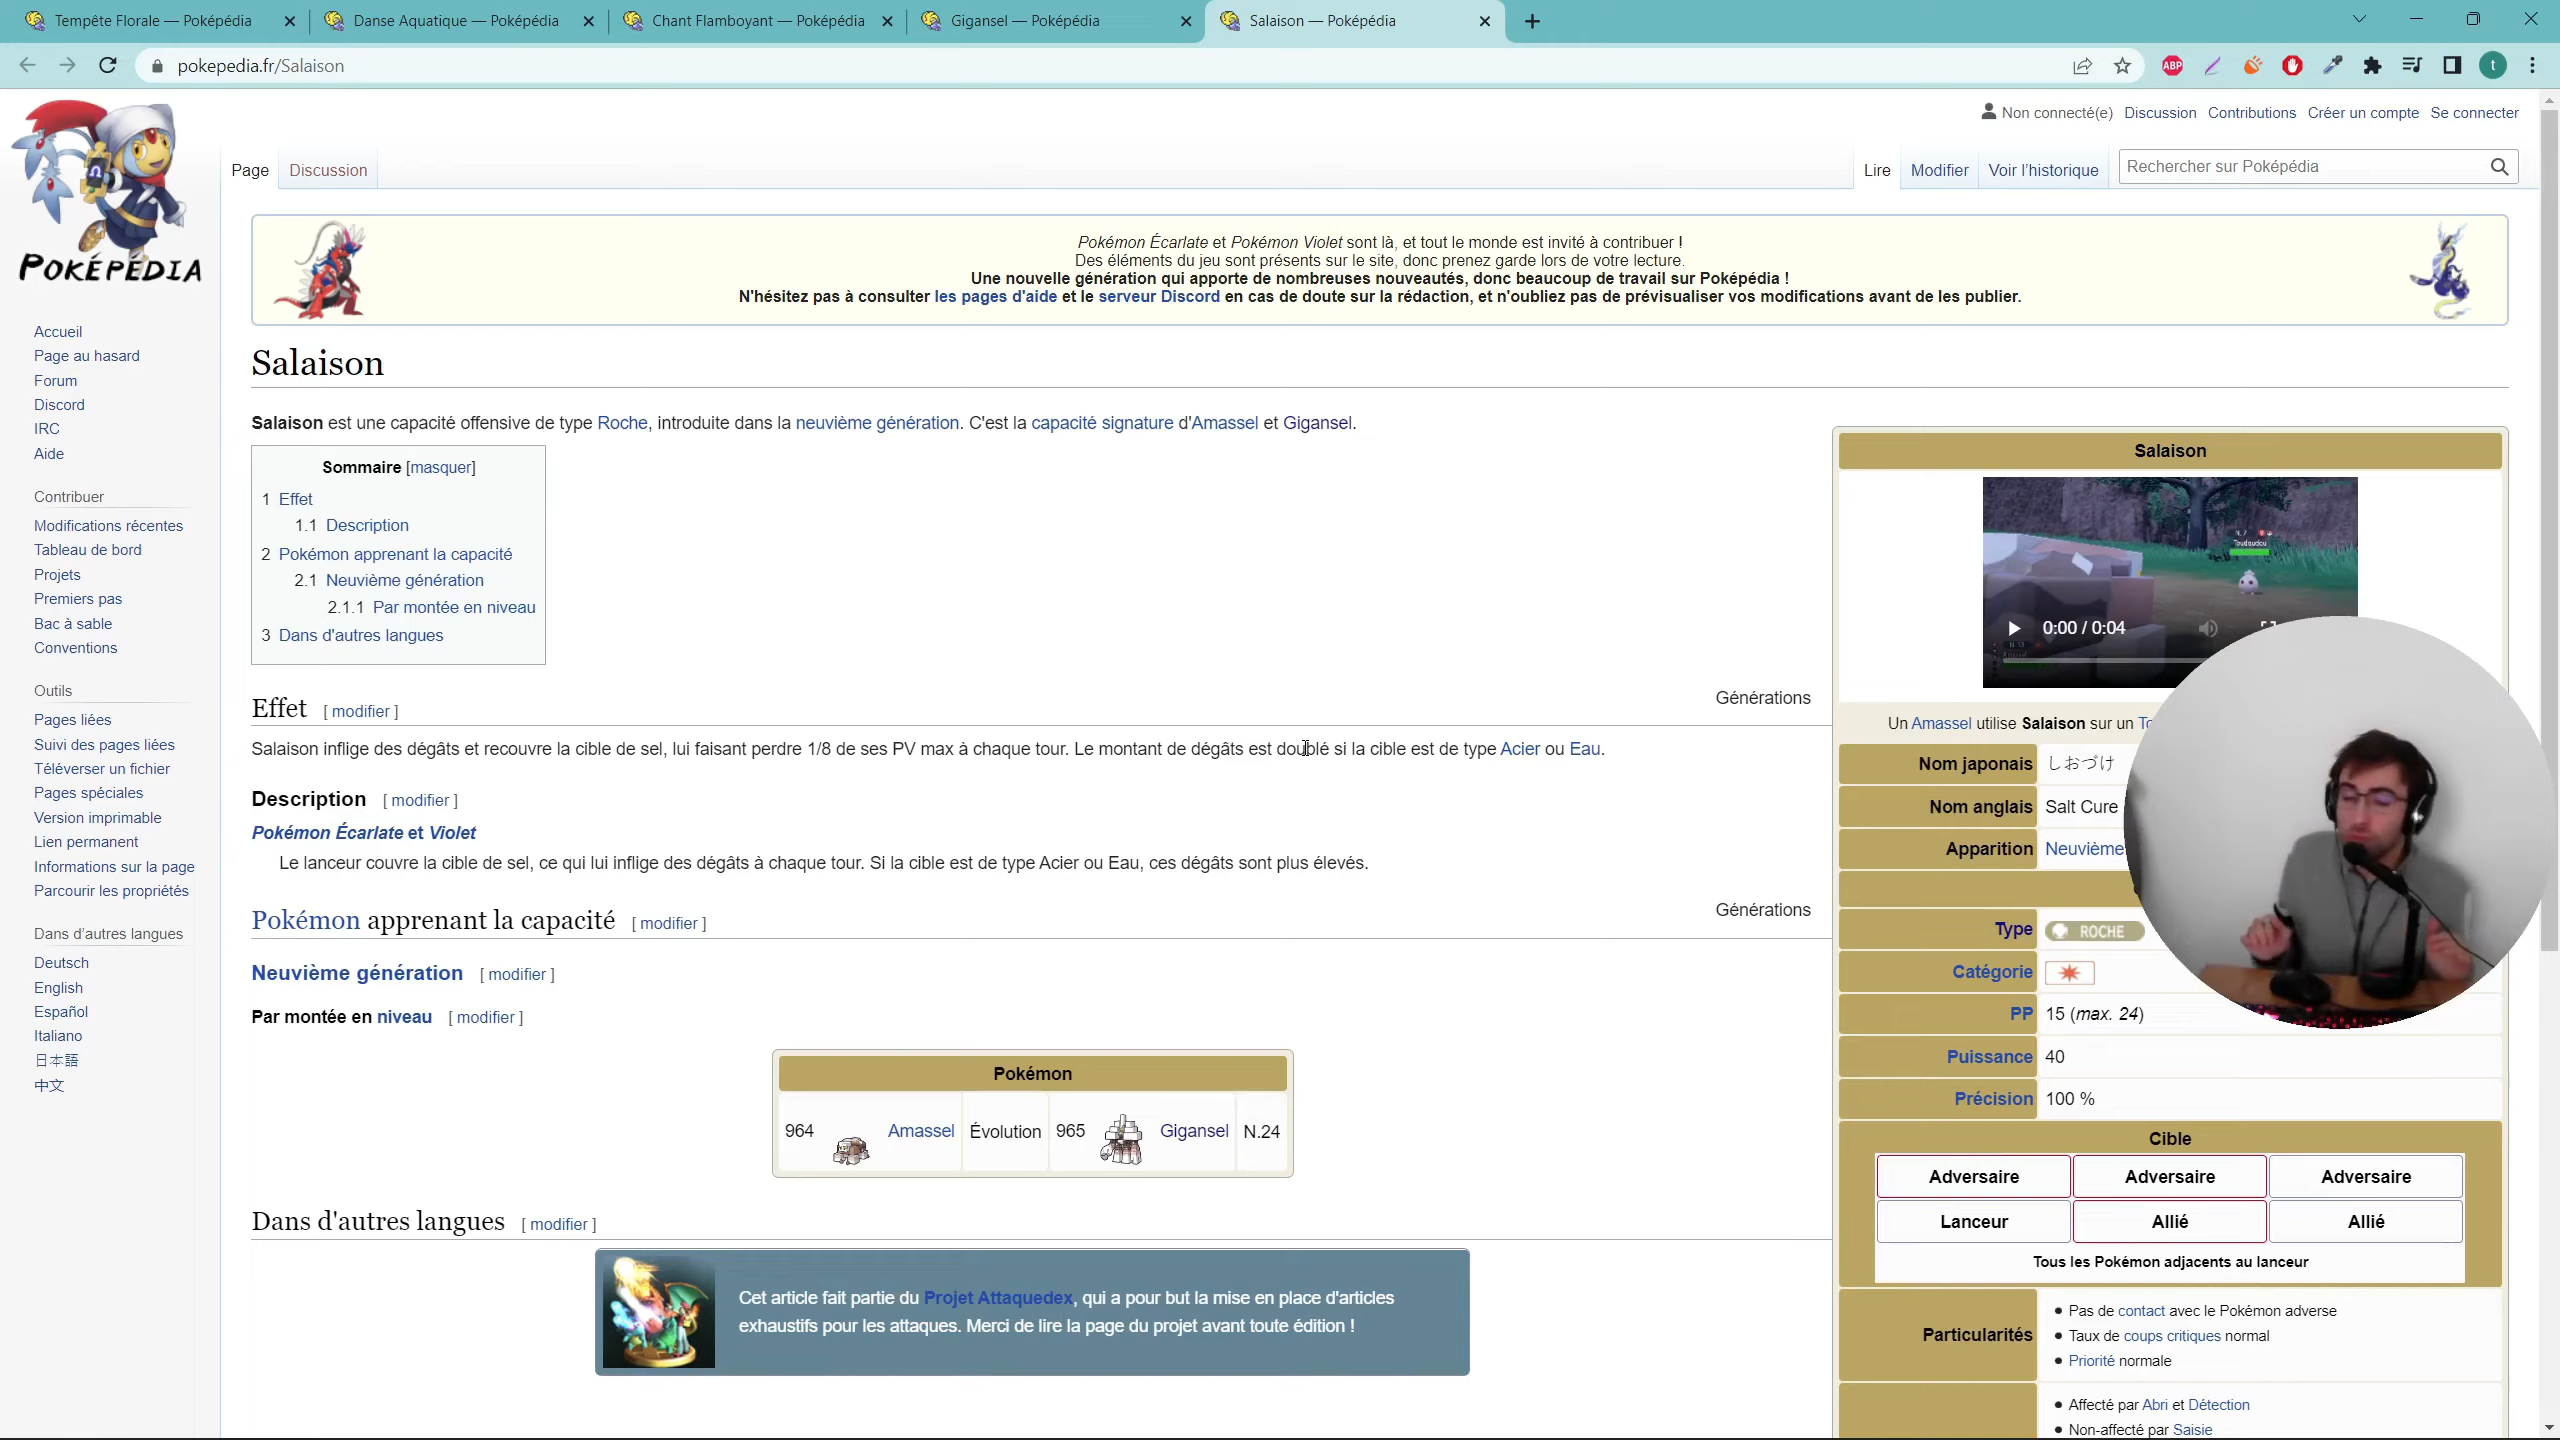 Tempête Florale — Poképédia
Danse Aquatique — Poképédia
Chant Flamboyant — Poképédia
Gigansel — Poképédia
Salaison — Poképédia
pokepedia.fr/Salaison
ABP
t
Non connecté(e) Discussion Contributions Créer un compte Se connecter
Page Discussion
Lire Modifier Voir l'historique Rechercher sur Poképédia
POKÉPÉDIA
Pokémon Écarlate et Pokémon Violet sont là, et tout le monde est invité à contribuer !
Des éléments du jeu sont présents sur le site, donc prenez garde lors de votre lecture.
Une nouvelle génération qui apporte de nombreuses nouveautés, donc beaucoup de travail sur Poképédia !
N'hésitez pas à consulter les pages d'aide et le serveur Discord en cas de doute sur la rédaction, et n'oubliez pas de prévisualiser vos modifications avant de les publier.
Accueil
Page au hasard
Forum
Discord
IRC
Aide
Contribuer
Modifications récentes
Tableau de bord
Projets
Premiers pas
Bac à sable
Conventions
Outils
Pages liées
Suivi des pages liées
Téléverser un fichier
Pages spéciales
Version imprimable
Lien permanent
Informations sur la page
Parcourir les propriétés
Dans d'autres langues
Deutsch
English
Español
Italiano
日本語
中文
Salaison
Salaison est une capacité offensive de type Roche, introduite dans la neuvième génération. C'est la capacité signature d'Amassel et Gigansel.
Sommaire [masquer]
1 Effet
1.1 Description
2 Pokémon apprenant la capacité
2.1 Neuvième génération
2.1.1 Par montée en niveau
3 Dans d'autres langues
Effet [ modifier ]
Générations
Salaison inflige des dégâts et recouvre la cible de sel, lui faisant perdre 1/8 de ses PV max à chaque tour. Le montant de dégâts est doublé si la cible est de type Acier ou Eau.
Description [ modifier ]
Pokémon Écarlate et Violet
Le lanceur couvre la cible de sel, ce qui lui inflige des dégâts à chaque tour. Si la cible est de type Acier ou Eau, ces dégâts sont plus élevés.
Pokémon apprenant la capacité [ modifier ]
Générations
Neuvième génération [ modifier ]
Par montée en niveau [ modifier ]
Pokémon
964 Amassel Évolution 965 Gigansel N.24
Dans d'autres langues [ modifier ]
Cet article fait partie du Projet Attaquedex, qui a pour but la mise en place d'articles
exhaustifs pour les attaques. Merci de lire la page du projet avant toute édition !
Salaison
Toudoudou
0:00 / 0:04
Un Amassel utilise Salaison sur un
Nom japonais しおづけ
Nom anglais Salt Cure
Apparition Neuvième
Type ROCHE
Catégorie
PP 15 (max. 24)
Puissance 40
Précision 100 %
Cible
Adversaire Adversaire Adversaire
Lanceur Allié Allié
Tous les Pokémon adjacents au lanceur
Particularités
• Pas de contact avec le Pokémon adverse
• Taux de coups critiques normal
• Priorité normale
• Affecté par Abri et Détection
• Non-affecté par Saisie